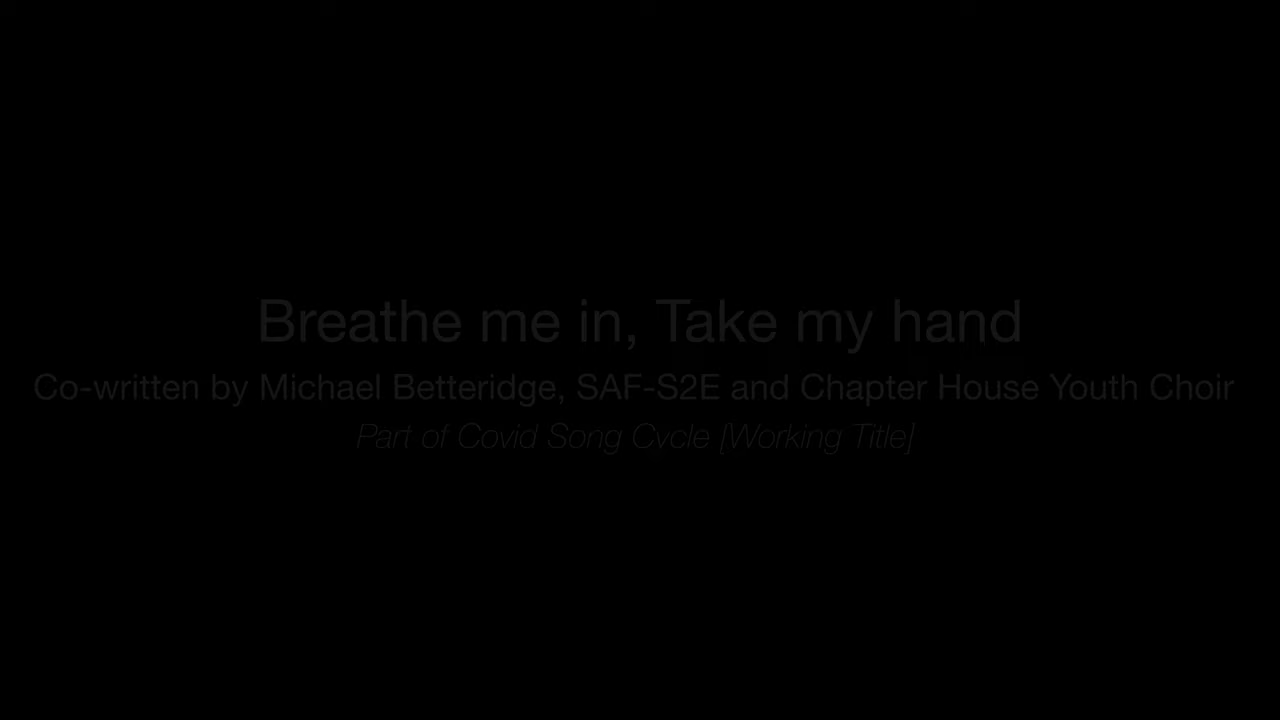 Breathe me in, Take my hand
Co-written by Michael Betteridge, SAF-S2E and Chapter House Youth Choir
Part of Covid Song Cycle [Working Title]